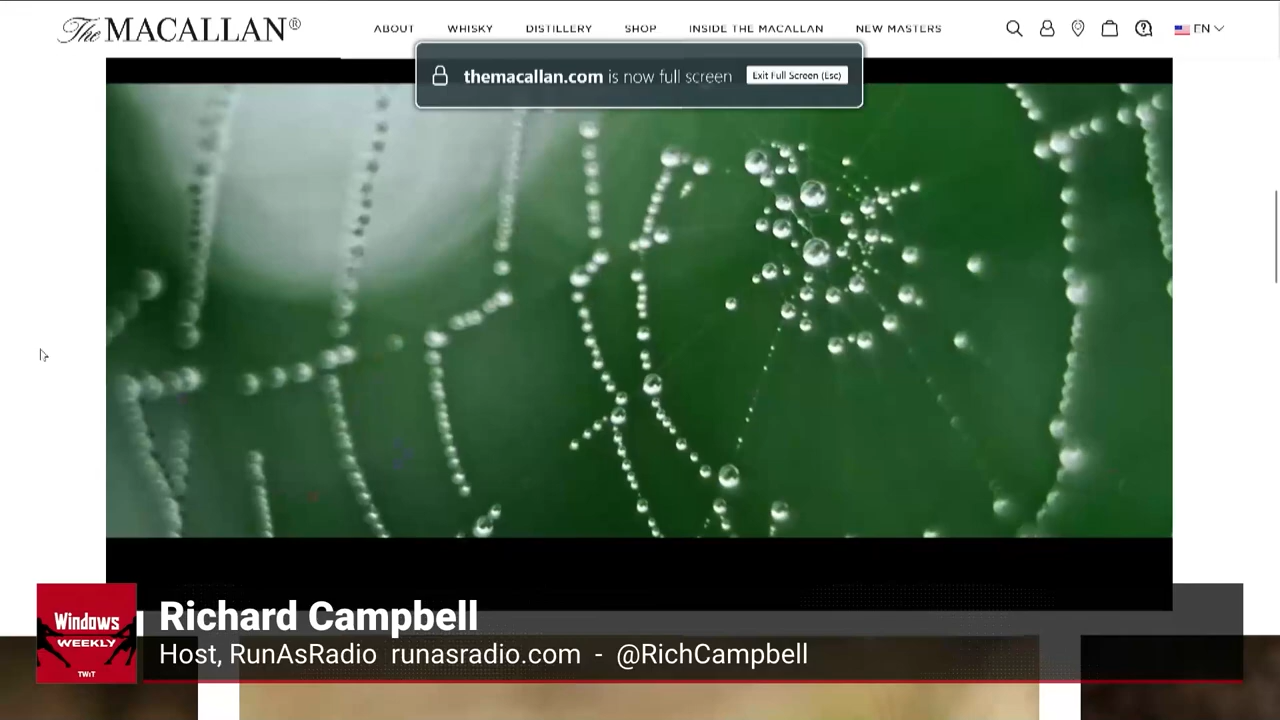 The MACALLAN®
ABOUT WHISKY DISTILLERY SHOP INSIDE THE MACALLAN NEW MASTERS
EN
themacallan.com is now full screen Exit Full Screen (Esc)
Windows
WEEKLY
TWiT
Richard Campbell
Host, RunAsRadio runasradio.com - @RichCampbell